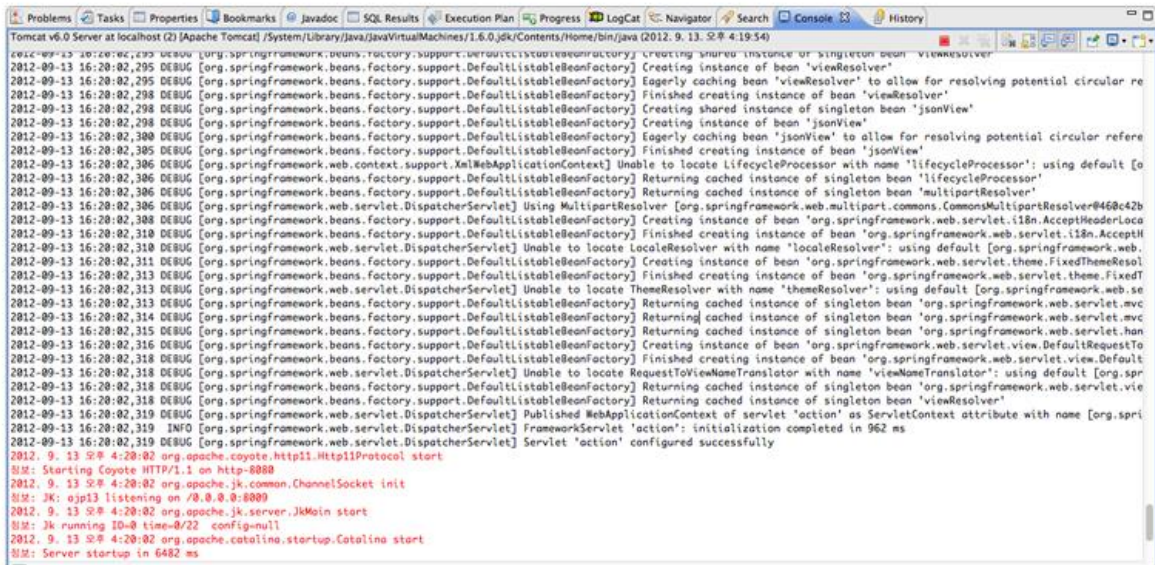 Problems Tasks Properties Bookmarks Javadoc SQL Results Execution Plan Progress LogCat Navigator Search Console History
Tomcat v6.0 Server at localhost (2) [Apache Tomcat] /System/Library/Java/JavaVirtualMachines/1.6.0.jdk/Contents/Home/bin/java (2012. 9. 13. 오후 4:19:54)
2012-09-13 16:20:02,295 DEBUG [org.springframework.beans.factory.support.DefaultListableBeanFactory] Creating shared instance of singleton bean 'viewResolver'
2012-09-13 16:20:02,295 DEBUG [org.springframework.beans.factory.support.DefaultListableBeanFactory] Creating instance of bean 'viewResolver'
2012-09-13 16:20:02,295 DEBUG [org.springframework.beans.factory.support.DefaultListableBeanFactory] Eagerly caching bean 'viewResolver' to allow for resolving potential circular re
2012-09-13 16:20:02,298 DEBUG [org.springframework.beans.factory.support.DefaultListableBeanFactory] Finished creating instance of bean 'viewResolver'
2012-09-13 16:20:02,298 DEBUG [org.springframework.beans.factory.support.DefaultListableBeanFactory] Creating shared instance of singleton bean 'jsonView'
2012-09-13 16:20:02,298 DEBUG [org.springframework.beans.factory.support.DefaultListableBeanFactory] Creating instance of bean 'jsonView'
2012-09-13 16:20:02,300 DEBUG [org.springframework.beans.factory.support.DefaultListableBeanFactory] Eagerly caching bean 'jsonView' to allow for resolving potential circular refere
2012-09-13 16:20:02,305 DEBUG [org.springframework.beans.factory.support.DefaultListableBeanFactory] Finished creating instance of bean 'jsonView'
2012-09-13 16:20:02,306 DEBUG [org.springframework.web.context.support.XmlWebApplicationContext] Unable to locate LifecycleProcessor with name 'lifecycleProcessor': using default [o
2012-09-13 16:20:02,306 DEBUG [org.springframework.beans.factory.support.DefaultListableBeanFactory] Returning cached instance of singleton bean 'lifecycleProcessor'
2012-09-13 16:20:02,306 DEBUG [org.springframework.beans.factory.support.DefaultListableBeanFactory] Returning cached instance of singleton bean 'multipartResolver'
2012-09-13 16:20:02,306 DEBUG [org.springframework.web.servlet.DispatcherServlet] Using MultipartResolver [org.springframework.web.multipart.commons.CommonsMultipartResolver@460c42b
2012-09-13 16:20:02,308 DEBUG [org.springframework.beans.factory.support.DefaultListableBeanFactory] Creating instance of bean 'org.springframework.web.servlet.i18n.AcceptHeaderLoca
2012-09-13 16:20:02,310 DEBUG [org.springframework.beans.factory.support.DefaultListableBeanFactory] Finished creating instance of bean 'org.springframework.web.servlet.i18n.AcceptH
2012-09-13 16:20:02,310 DEBUG [org.springframework.web.servlet.DispatcherServlet] Unable to locate LocaleResolver with name 'localeResolver': using default [org.springframework.web.
2012-09-13 16:20:02,311 DEBUG [org.springframework.beans.factory.support.DefaultListableBeanFactory] Creating instance of bean 'org.springframework.web.servlet.theme.FixedThemeResol
2012-09-13 16:20:02,313 DEBUG [org.springframework.beans.factory.support.DefaultListableBeanFactory] Finished creating instance of bean 'org.springframework.web.servlet.theme.FixedT
2012-09-13 16:20:02,313 DEBUG [org.springframework.web.servlet.DispatcherServlet] Unable to locate ThemeResolver with name 'themeResolver': using default [org.springframework.web.se
2012-09-13 16:20:02,313 DEBUG [org.springframework.beans.factory.support.DefaultListableBeanFactory] Returning cached instance of singleton bean 'org.springframework.web.servlet.mvc
2012-09-13 16:20:02,314 DEBUG [org.springframework.beans.factory.support.DefaultListableBeanFactory] Returning cached instance of singleton bean 'org.springframework.web.servlet.mvc
2012-09-13 16:20:02,315 DEBUG [org.springframework.beans.factory.support.DefaultListableBeanFactory] Returning cached instance of singleton bean 'org.springframework.web.servlet.han
2012-09-13 16:20:02,316 DEBUG [org.springframework.beans.factory.support.DefaultListableBeanFactory] Creating instance of bean 'org.springframework.web.servlet.view.DefaultRequestTo
2012-09-13 16:20:02,318 DEBUG [org.springframework.beans.factory.support.DefaultListableBeanFactory] Finished creating instance of bean 'org.springframework.web.servlet.view.Default
2012-09-13 16:20:02,318 DEBUG [org.springframework.web.servlet.DispatcherServlet] Unable to locate RequestToViewNameTranslator with name 'viewNameTranslator': using default [org.spr
2012-09-13 16:20:02,318 DEBUG [org.springframework.beans.factory.support.DefaultListableBeanFactory] Returning cached instance of singleton bean 'org.springframework.web.servlet.vie
2012-09-13 16:20:02,318 DEBUG [org.springframework.beans.factory.support.DefaultListableBeanFactory] Returning cached instance of singleton bean 'viewResolver'
2012-09-13 16:20:02,319 DEBUG [org.springframework.web.servlet.DispatcherServlet] Published WebApplicationContext of servlet 'action' as ServletContext attribute with name [org.spri
2012-09-13 16:20:02,319 INFO [org.springframework.web.servlet.DispatcherServlet] FrameworkServlet 'action': initialization completed in 962 ms
2012-09-13 16:20:02,319 DEBUG [org.springframework.web.servlet.DispatcherServlet] Servlet 'action' configured successfully
2012. 9. 13 오후 4:20:02 org.apache.coyote.http11.Http11Protocol start
정보: Starting Coyote HTTP/1.1 on http-8080
2012. 9. 13 오후 4:20:02 org.apache.jk.common.ChannelSocket init
정보: JK: ajp13 listening on /0.0.0.0:8009
2012. 9. 13 오후 4:20:02 org.apache.jk.server.JkMain start
정보: Jk running ID=0 time=0/22 config=null
2012. 9. 13 오후 4:20:02 org.apache.catalina.startup.Catalina start
정보: Server startup in 6482 ms